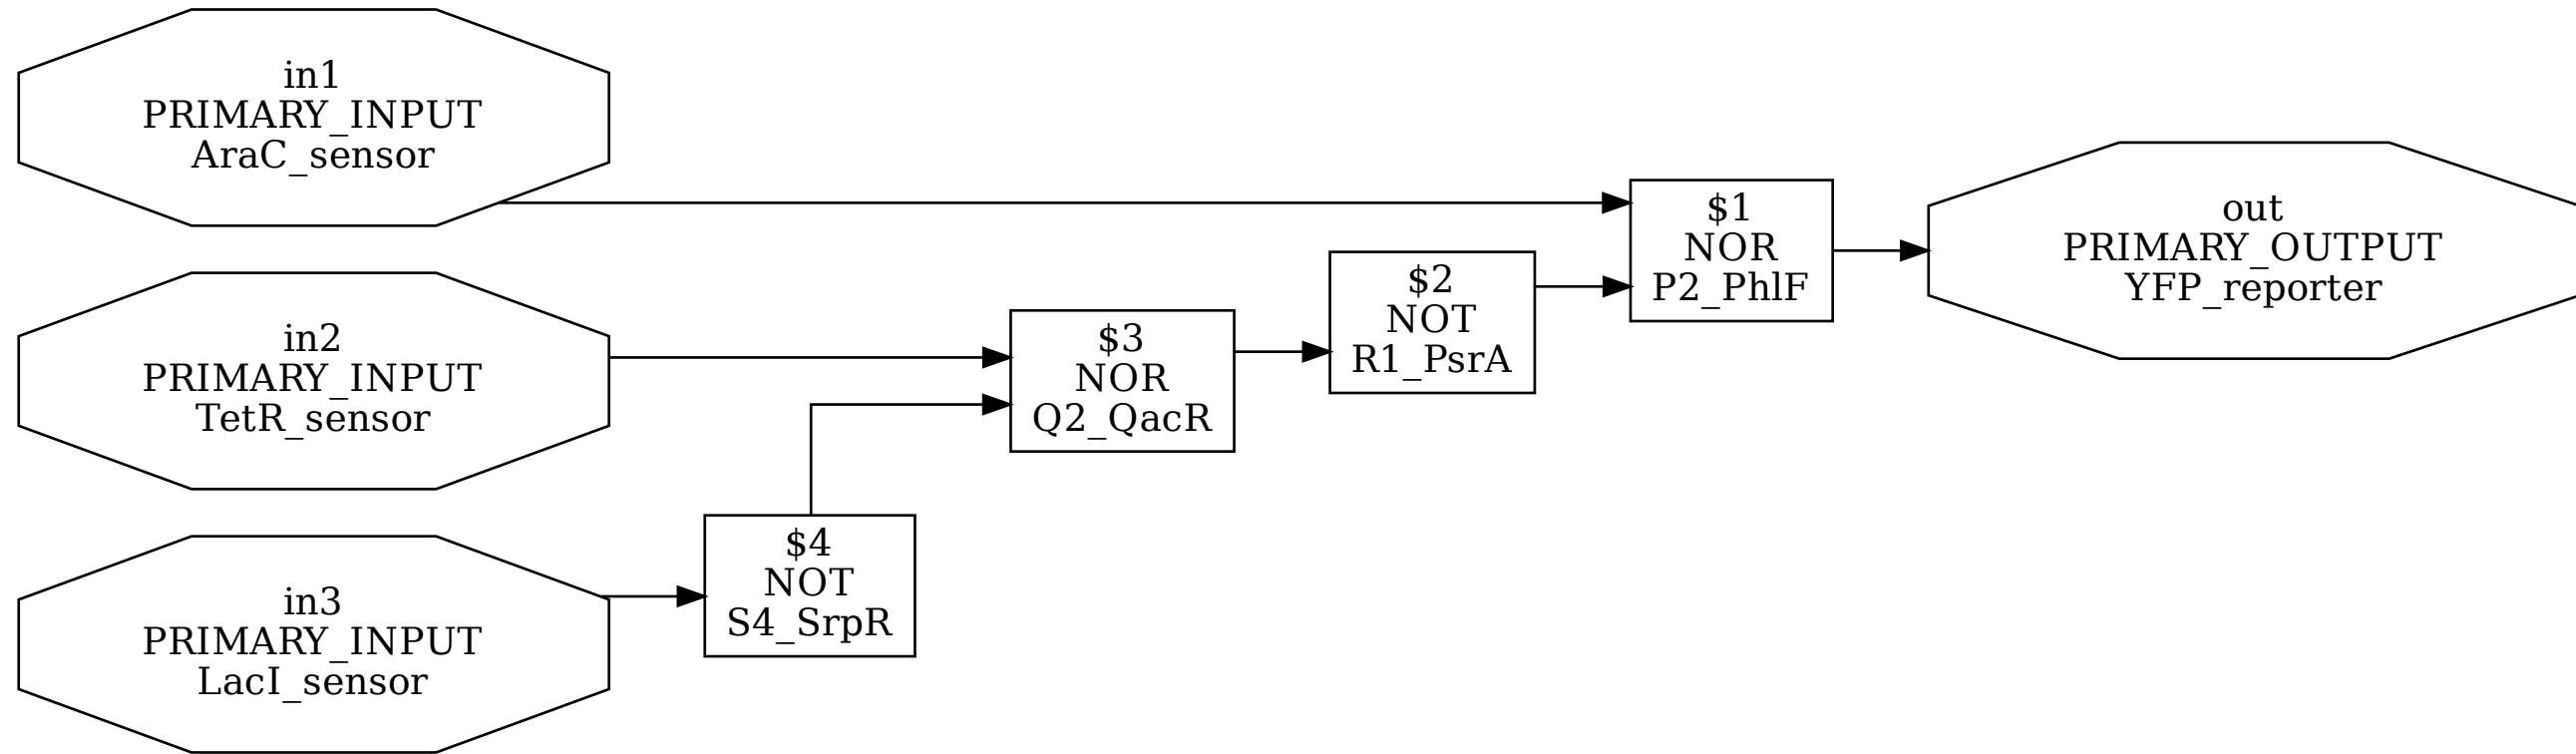 in1
PRIMARY_INPUT
AraC_sensor
in2
PRIMARY_INPUT
TetR_sensor
in3
PRIMARY_INPUT
LacI_sensor
$4
NOT
S4_SrpR
$3
NOR
Q2_QacR
$2
NOT
R1_PsrA
$1
NOR
P2_PhlF
out
PRIMARY_OUTPUT
YFP_reporter